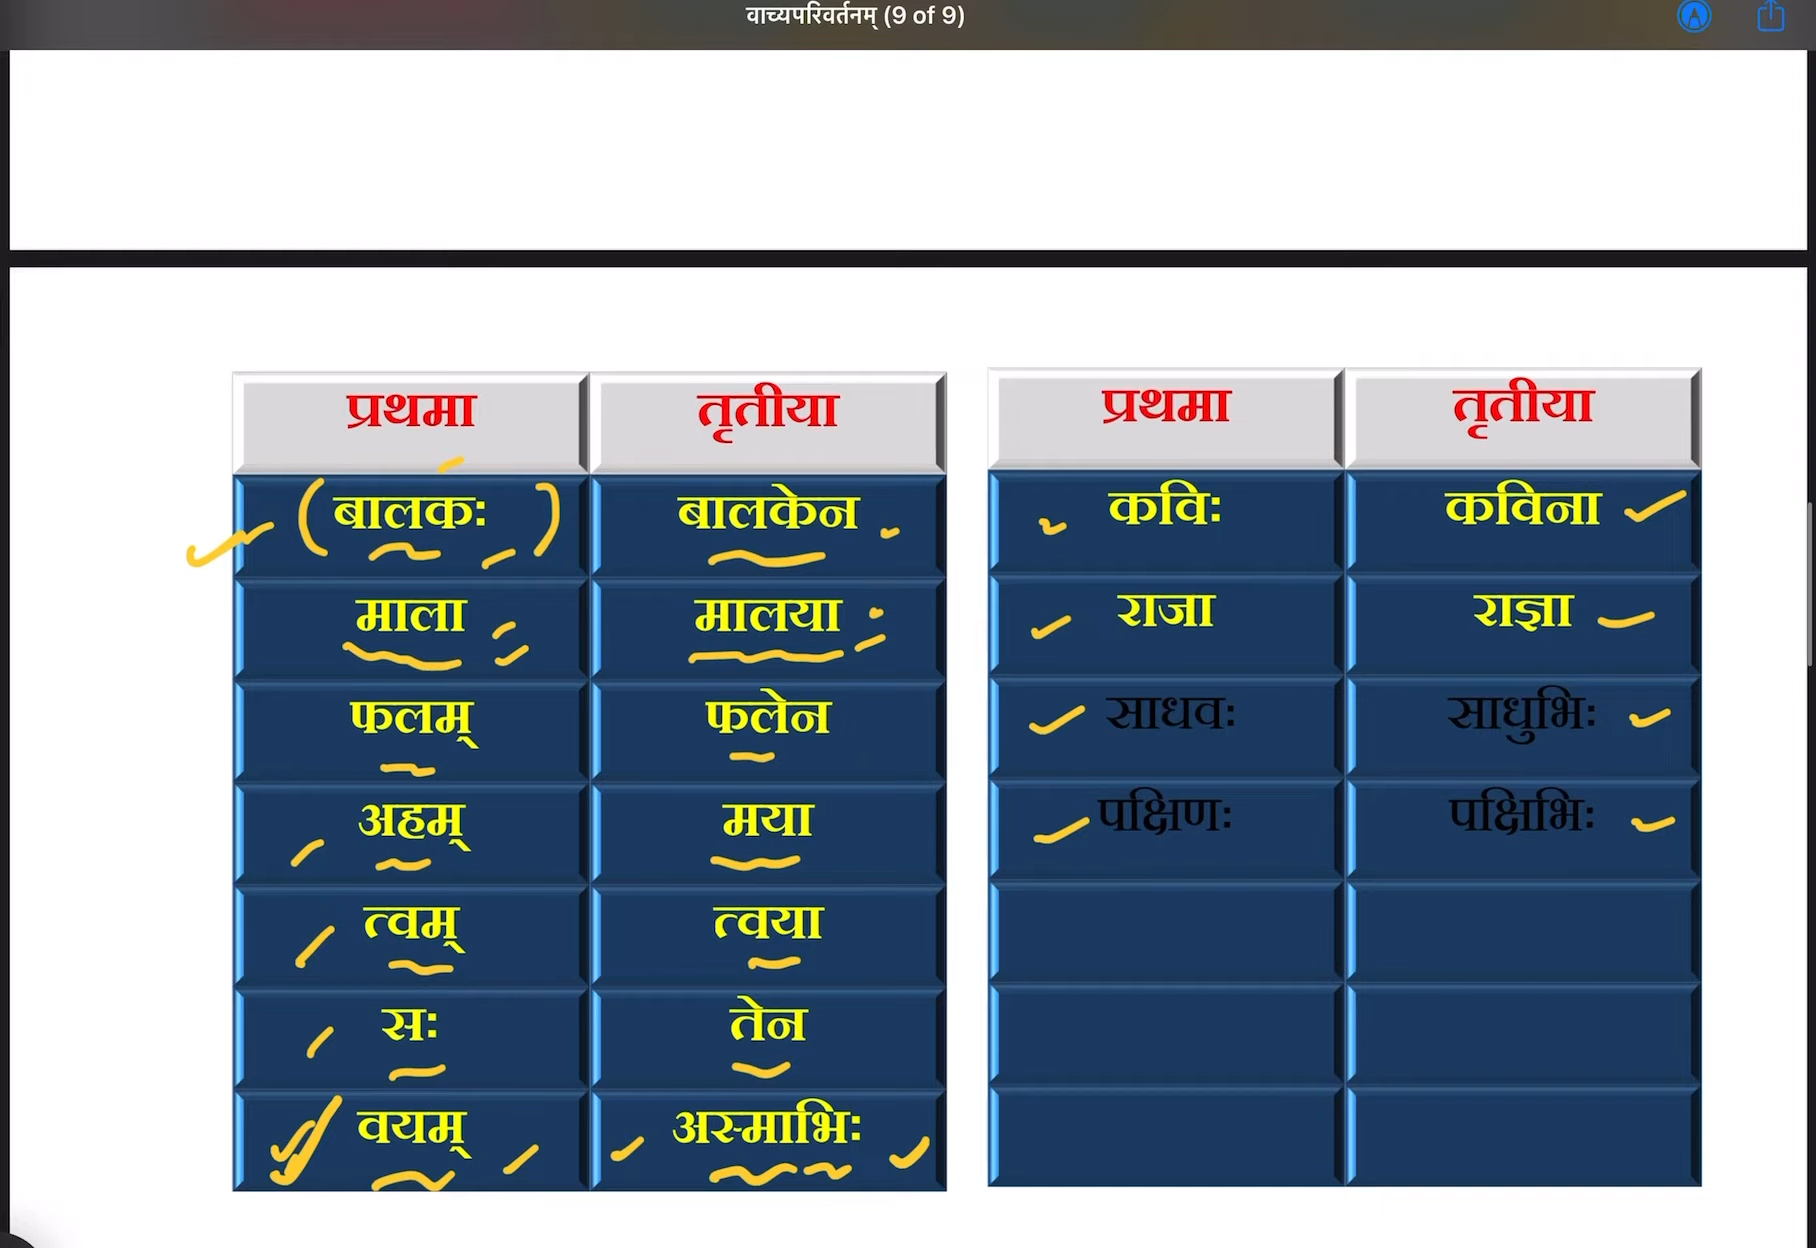 वाच्यपरिवर्तनम् (9 of 9)
प्रथमा तृतीया
बालकः बालकेन
माला मालया
फलम् फलेन
अहम् मया
त्वम् त्वया
सः तेन
वयम् अस्माभिः
प्रथमा तृतीया
कविः कविना
राजा राज्ञा
साधवः साधुभिः
पक्षिणः पक्षिभिः